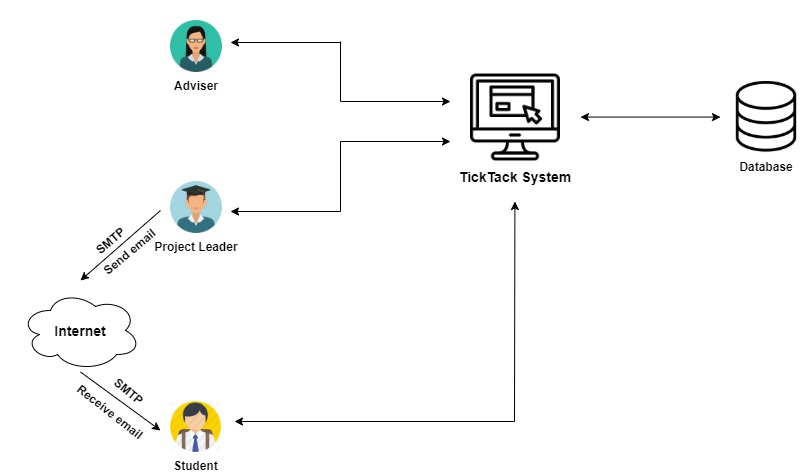 Adviser
TickTack System
Database
Project Leader
SMTP
Send email
Internet
SMTP
Receive email
Student